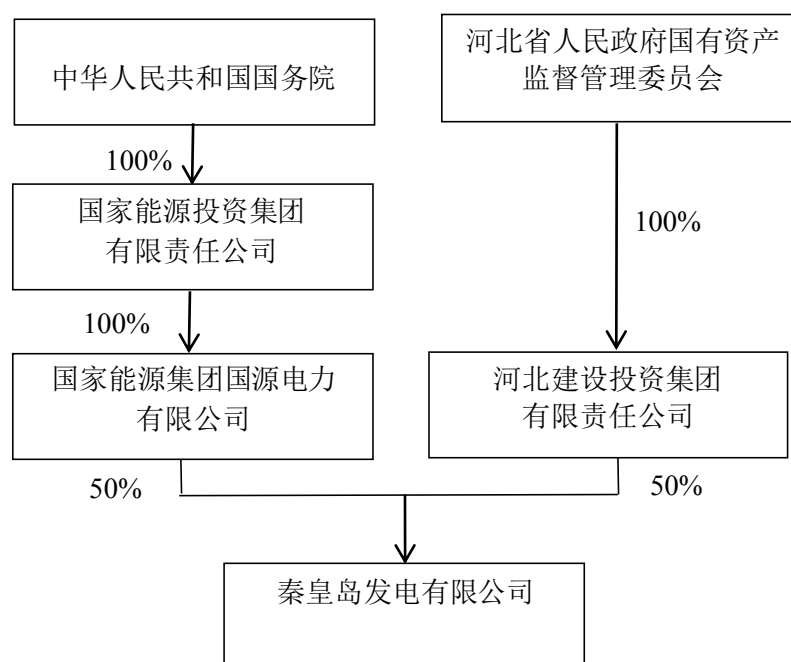 中华人民共和国国务院
河北省人民政府国有资产
监督管理委员会
100%
国家能源投资集团
有限责任公司
100%
100%
国家能源集团国源电力
有限公司
河北建设投资集团
有限责任公司
50%
50%
秦皇岛发电有限公司